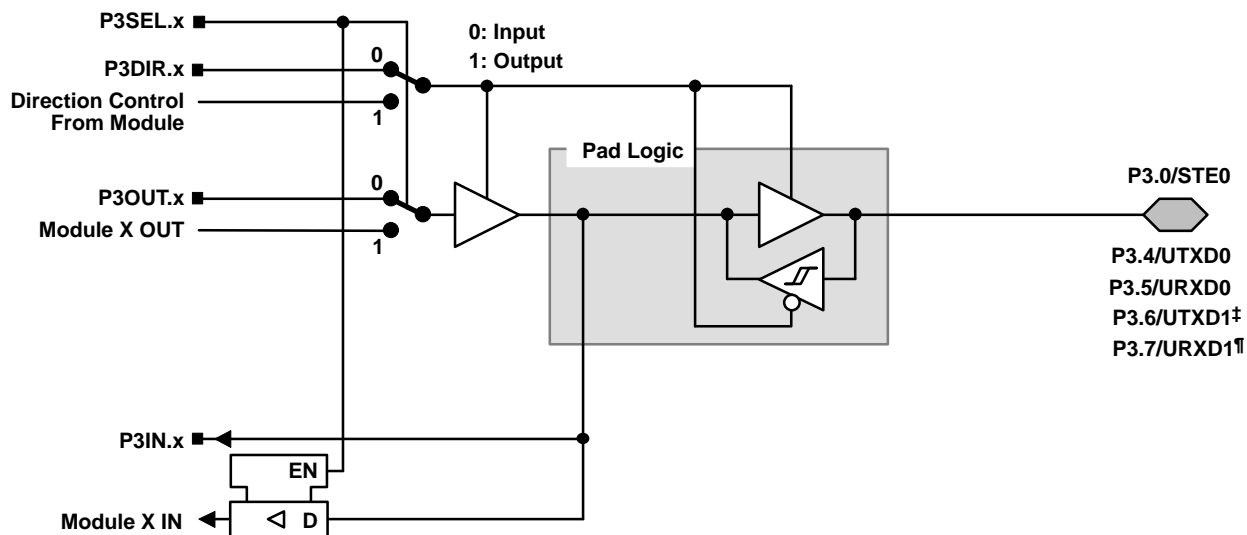 P3SEL.x
0: Input
1: Output
0
P3DIR.x
Direction Control
From Module
1
Pad Logic
P3.0/STE0
0
P3OUT.x
Module X OUT
1
P3.4/UTXD0
P3.5/URXD0
P3.6/UTXD1‡
P3.7/URXD1¶
P3IN.x
EN
Module X IN
D